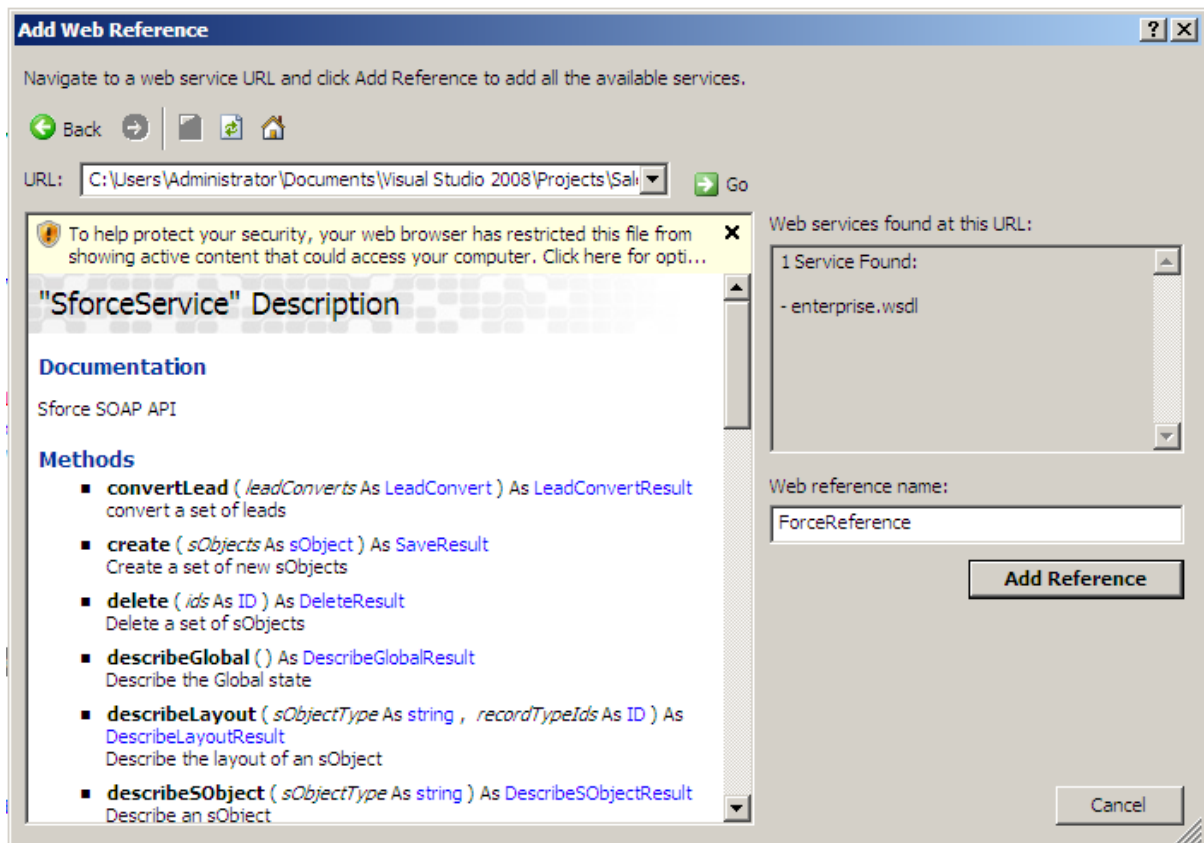 Add Web Reference
Navigate to a web service URL and click Add Reference to add all the available services.
Back
URL: C:\Users\Administrator\Documents\Visual Studio 2008\Projects\Sal
Go
To help protect your security, your web browser has restricted this file from
showing active content that could access your computer. Click here for opti...
"SforceService" Description
Documentation
Sforce SOAP API
Methods
convertLead ( leadConverts As LeadConvert ) As LeadConvertResult
convert a set of leads
create ( sObjects As sObject ) As SaveResult
Create a set of new sObjects
delete ( ids As ID ) As DeleteResult
Delete a set of sObjects
describeGlobal () As DescribeGlobalResult
Describe the Global state
describeLayout ( sObjectType As string , recordTypeIds As ID ) As
DescribeLayoutResult
Describe the layout of an sObject
describeSObject ( sObjectType As string ) As DescribeSObjectResult
Describe an sObject
Web services found at this URL:
1 Service Found:
- enterprise.wsdl
Web reference name:
ForceReference
Add Reference
Cancel